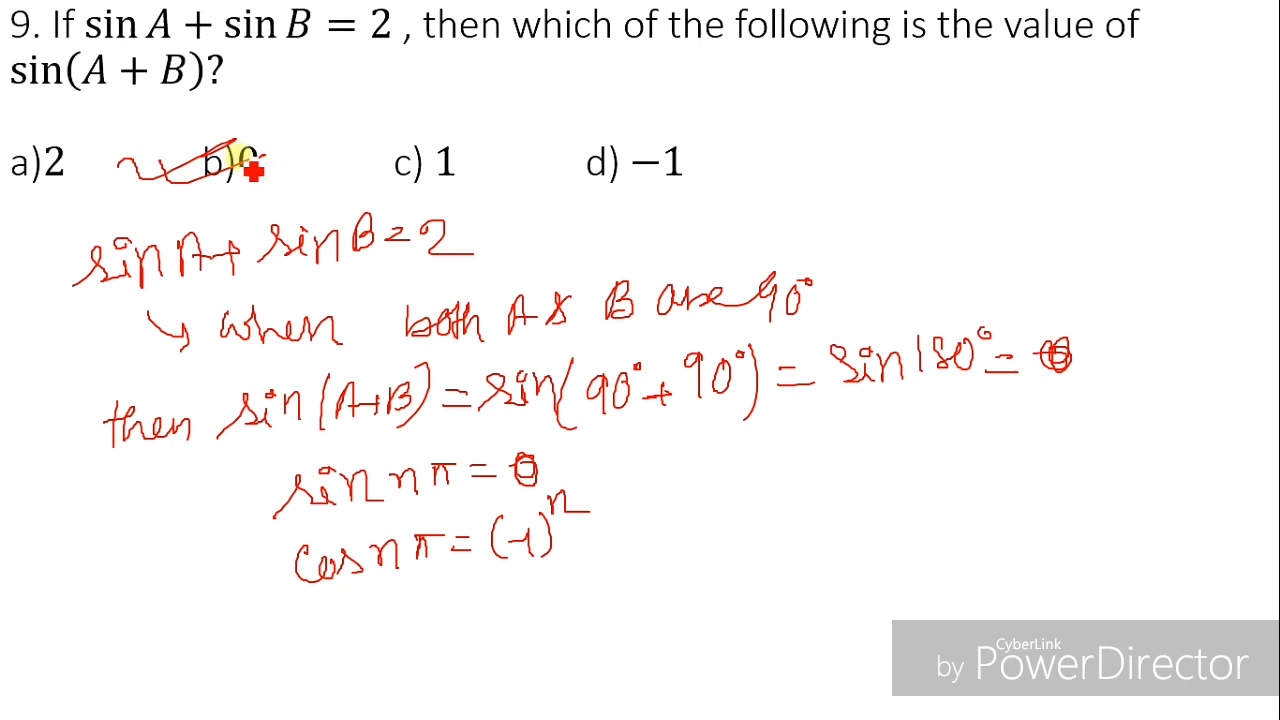 9. If sin A + sin B = 2 , then which of the following is the value of
sin(A + B)?
a)2 b)0 c) 1 d) −1
sin A + sin B = 2
↳ when both A & B are 90°
then sin (A+B) = sin(90° + 90°) = sin 180° = 0
sin n π = 0
cos n π = (-1)^n
CyberLink
by PowerDirector